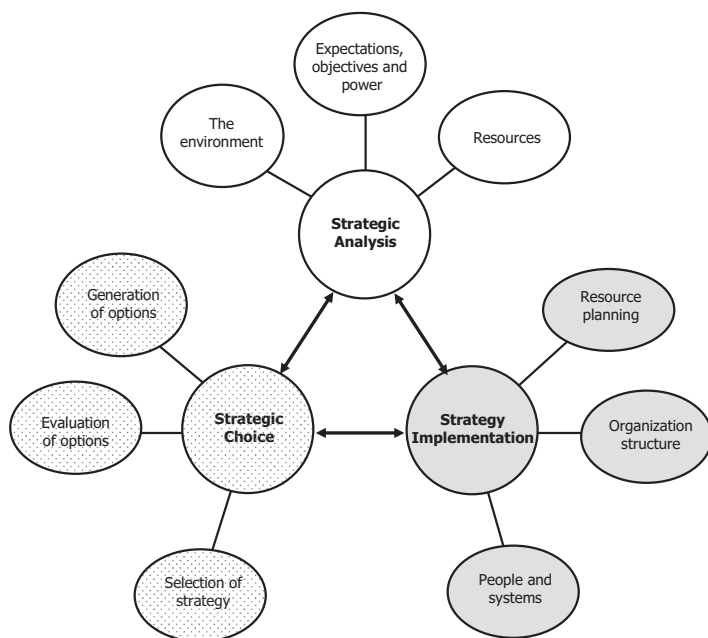 Expectations,
objectives and
power
The
environment
Resources
Strategic
Analysis
Generation
of options
Resource
planning
Evaluation
of options
Strategic
Choice
Strategy
Implementation
Organization
structure
Selection of
strategy
People and
systems